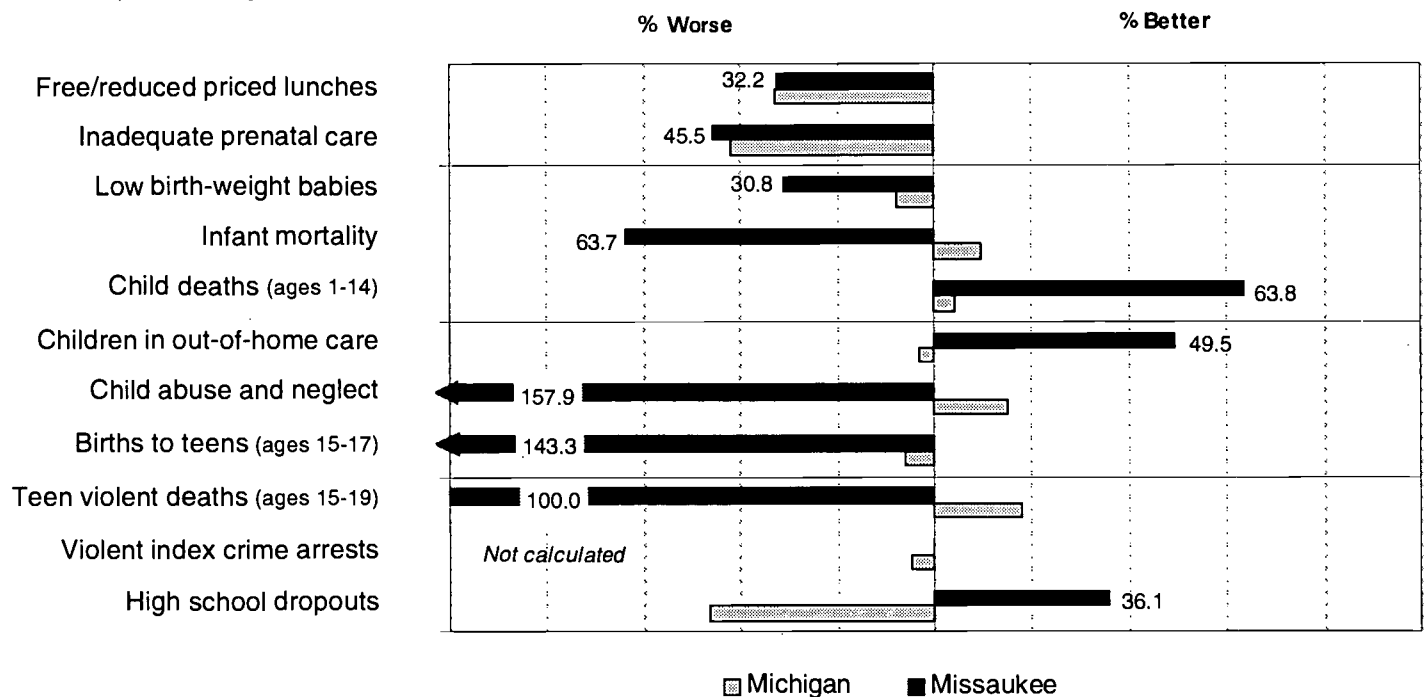 % Worse
% Better
Free/reduced priced lunches
32.2
Inadequate prenatal care
45.5
Low birth-weight babies
30.8
Infant mortality
63.7
Child deaths (ages 1-14)
63.8
Children in out-of-home care
49.5
Child abuse and neglect
157.9
Births to teens (ages 15-17)
143.3
Teen violent deaths (ages 15-19)
100.0
Violent index crime arrests
Not calculated
High school dropouts
36.1
Michigan
Missaukee